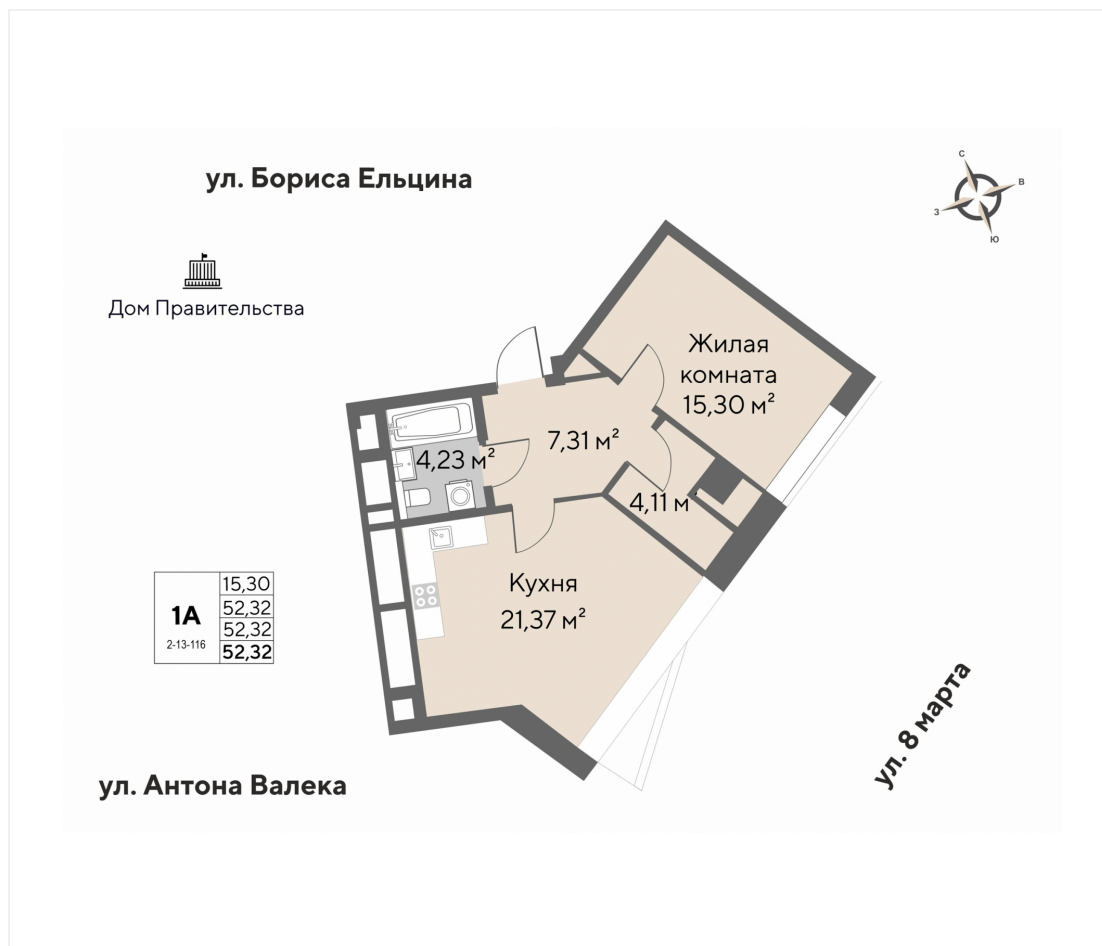 ул. Бориса Ельцина
С
В
З
Ю
Дом Правительства
Жилая
комната
15,30 м²
7,31 м²
4,23 м²
4,11 м
Кухня
21,37 м²
1А
2-13-116
15,30
52,32
52,32
52,32
ул. 8 марта
ул. Антона Валека